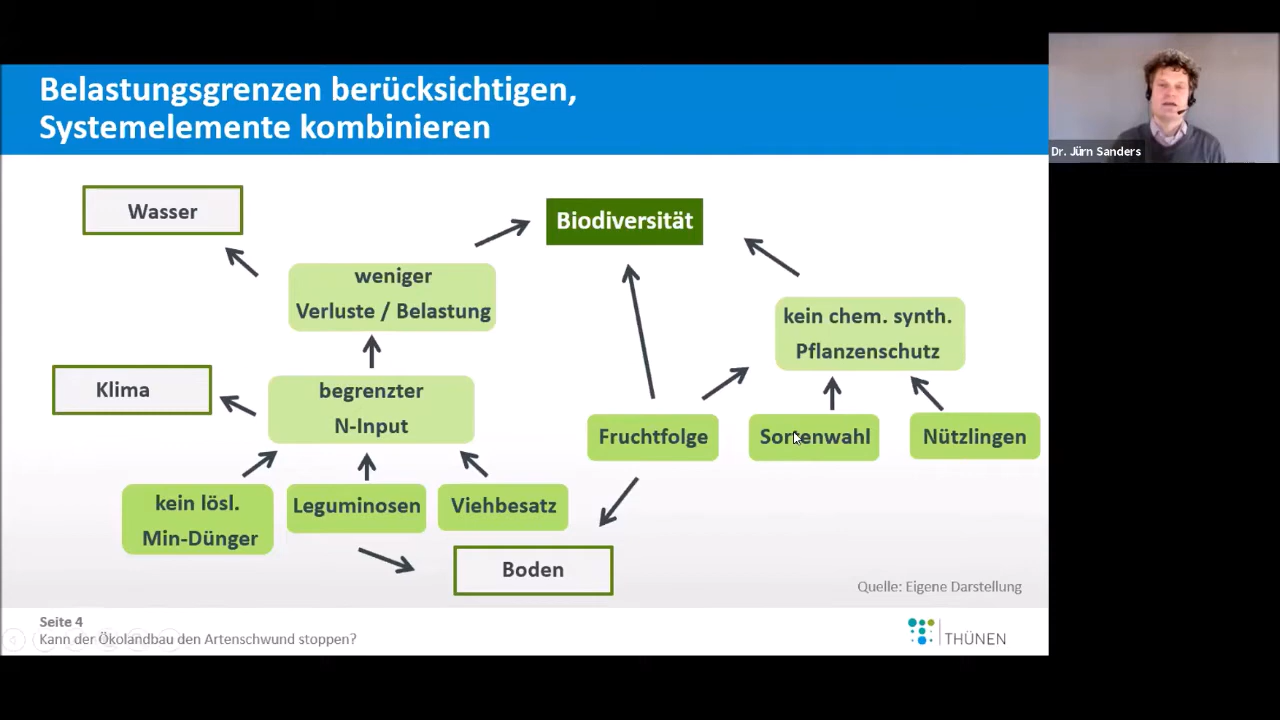 Belastungsgrenzen berücksichtigen,
Systemelemente kombinieren
Dr. Jürn Sanders
Wasser
Biodiversität
weniger
Verluste / Belastung
kein chem. synth.
Pflanzenschutz
Klima
begrenzter
N-Input
Fruchtfolge
Sortenwahl
Nützlingen
kein lösl.
Min-Dünger
Leguminosen
Viehbesatz
Boden
Quelle: Eigene Darstellung
Seite 4
Kann der Ökolandbau den Artenschwund stoppen?
THÜNEN